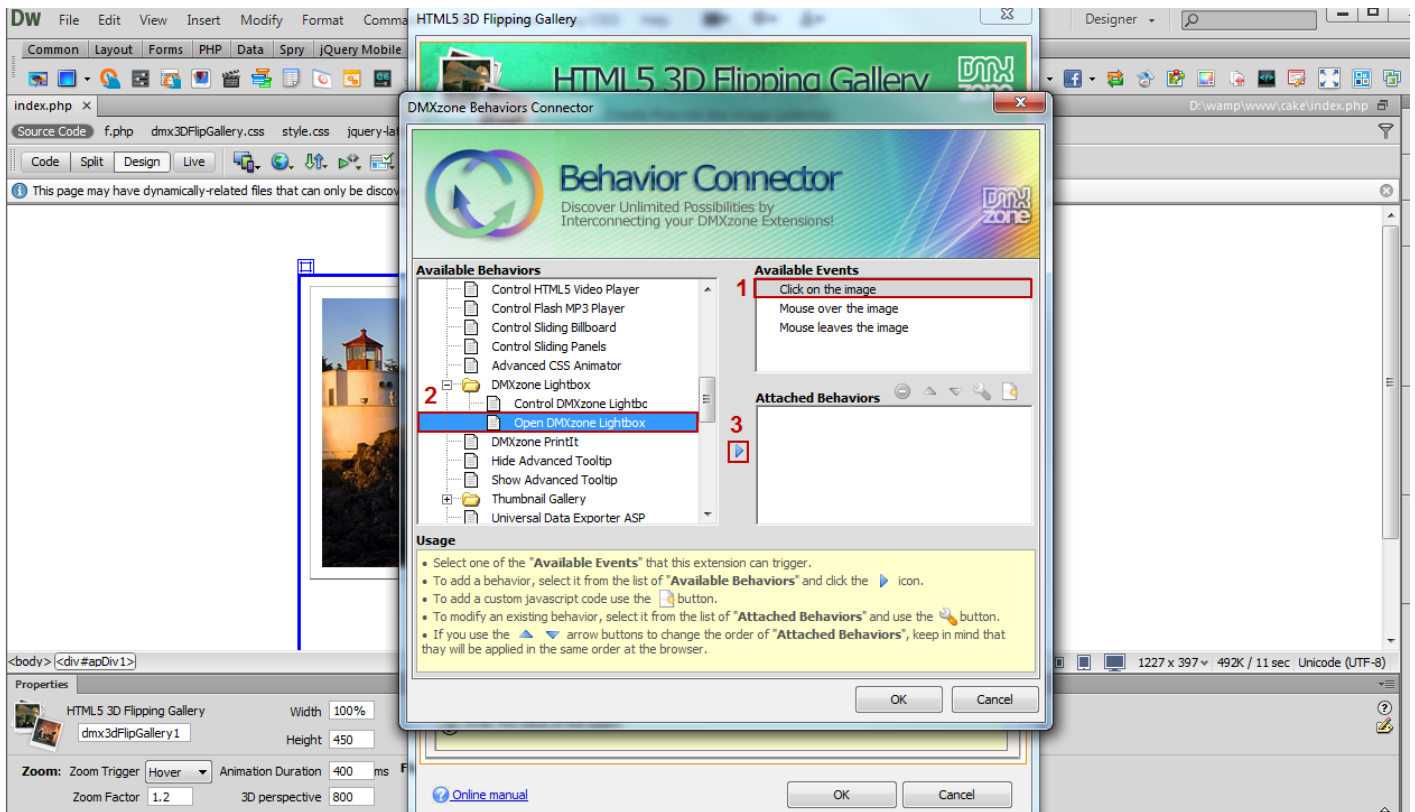 DW File Edit View Insert Modify Format Comma
HTML5 3D Flipping Gallery
Designer
Common Layout Forms PHP Data Spry jQuery Mobile
HTML5 3D Flipping Gallery
DMXzone
index.php ×
D:\wamp\www\cake\index.php
Source Code f.php dmx3DFlipGallery.css style.css jquery-lat
Code Split Design Live
This page may have dynamically-related files that can only be discov
DMXzone Behaviors Connector
Behavior Connector
Discover Unlimited Possibilities by
Interconnecting your DMXzone Extensions!
DMXzone
Available Behaviors
Control HTML5 Video Player
Control Flash MP3 Player
Control Sliding Billboard
Control Sliding Panels
Advanced CSS Animator
2
DMXzone Lightbox
Control DMXzone Lightbo
Open DMXzone Lightbox
DMXzone PrintIt
Hide Advanced Tooltip
Show Advanced Tooltip
Thumbnail Gallery
Universal Data Exporter ASP
Available Events
1 Click on the image
Mouse over the image
Mouse leaves the image
Attached Behaviors
3
Usage
• Select one of the "Available Events" that this extension can trigger.
• To add a behavior, select it from the list of "Available Behaviors" and click the icon.
• To add a custom javascript code use the button.
• To modify an existing behavior, select it from the list of "Attached Behaviors" and use the button.
• If you use the arrow buttons to change the order of "Attached Behaviors", keep in mind that
thay will be applied in the same order at the browser.
OK Cancel
<body> <div#apDiv1>
1227 x 397 492K / 11 sec Unicode (UTF-8)
Properties
HTML5 3D Flipping Gallery Width 100%
dmx3dFlipGallery1 Height 450
Zoom: Zoom Trigger Hover Animation Duration 400 ms F
Zoom Factor 1.2 3D perspective 800
Online manual
OK Cancel